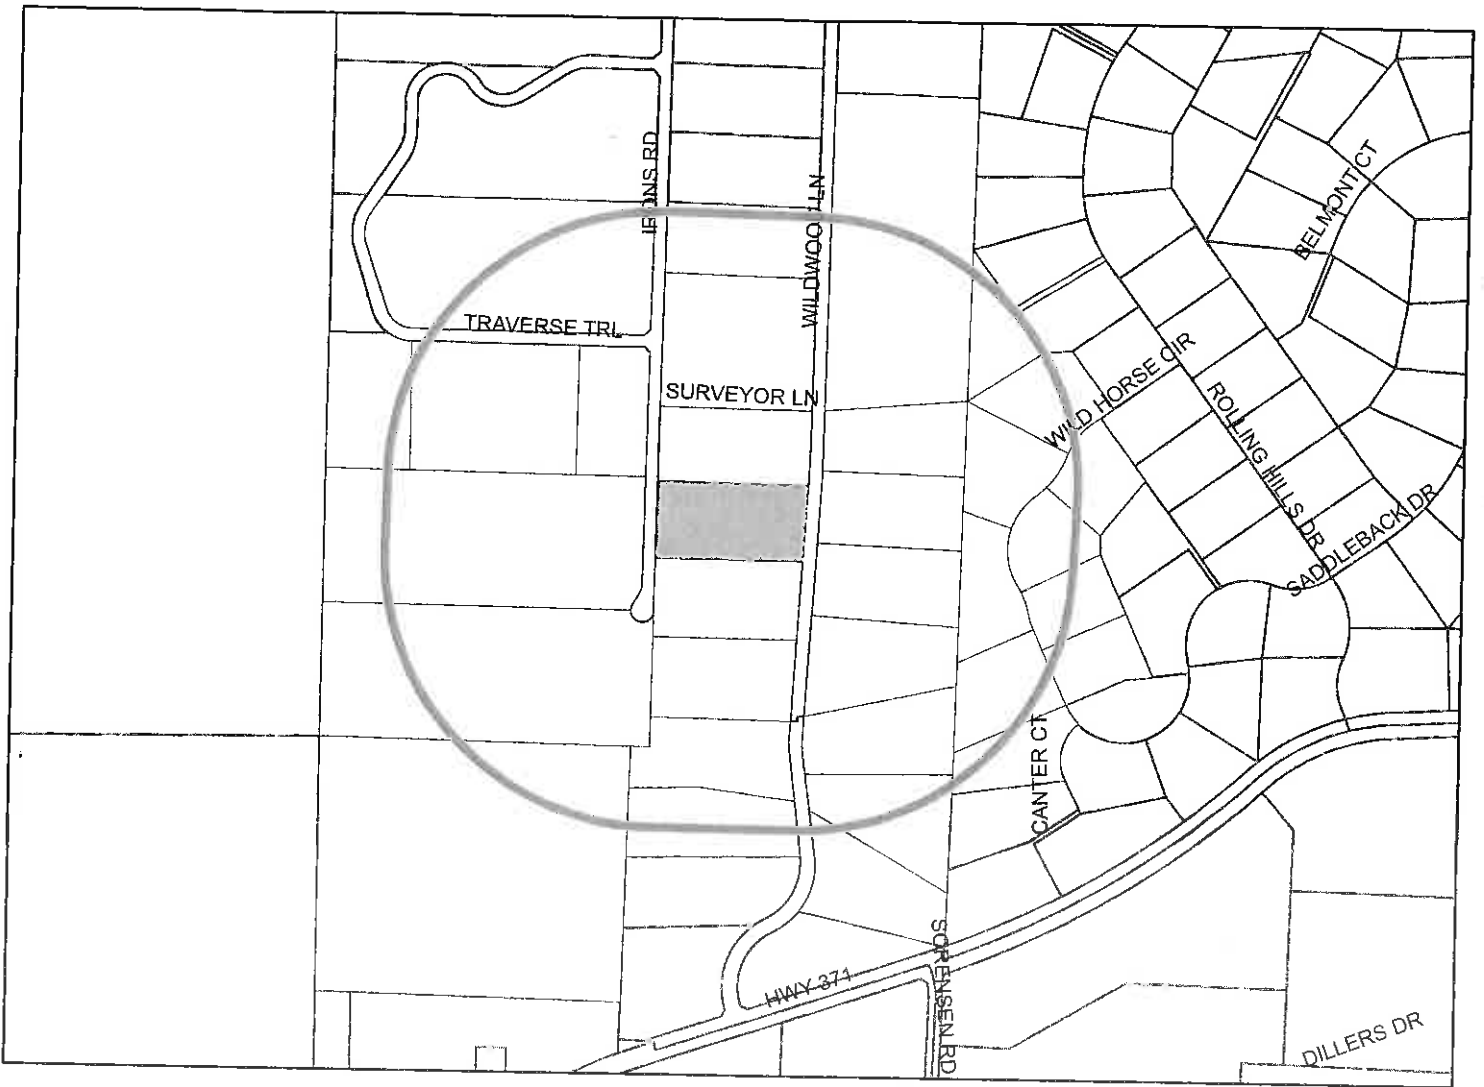 IRONS RD
WILDWOOD LN
BELMONT CT
TRAVERSE TRL
SURVEYOR LN
WILD HORSE CIR
ROLLING HILLS DR
SADDLEBACK DR
CANTER CT
HWY 371
SORENSEN RD
DILLERS DR